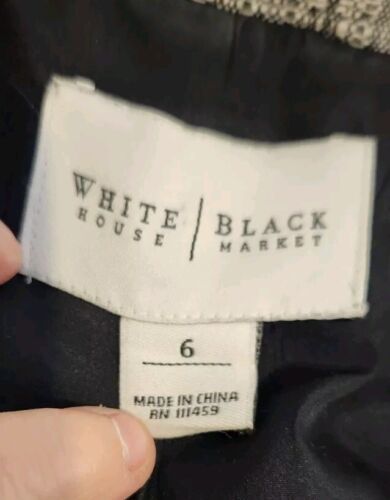 WHITE | BLACK
HOUSE MARKET
6
MADE IN CHINA
RN 111459